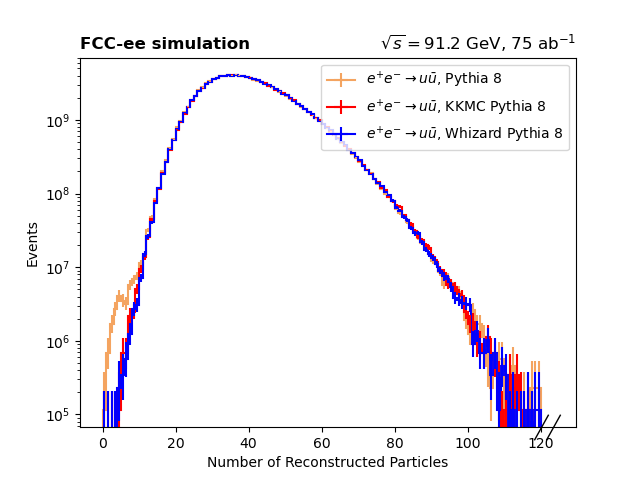 FCC-ee simulation
√s = 91.2 GeV, 75 ab⁻¹
e⁺e⁻ → uū, Pythia 8
e⁺e⁻ → uū, KKMC Pythia 8
e⁺e⁻ → uū, Whizard Pythia 8
Events
10⁹
10⁸
10⁷
10⁶
10⁵
0 20 40 60 80 100 120
Number of Reconstructed Particles